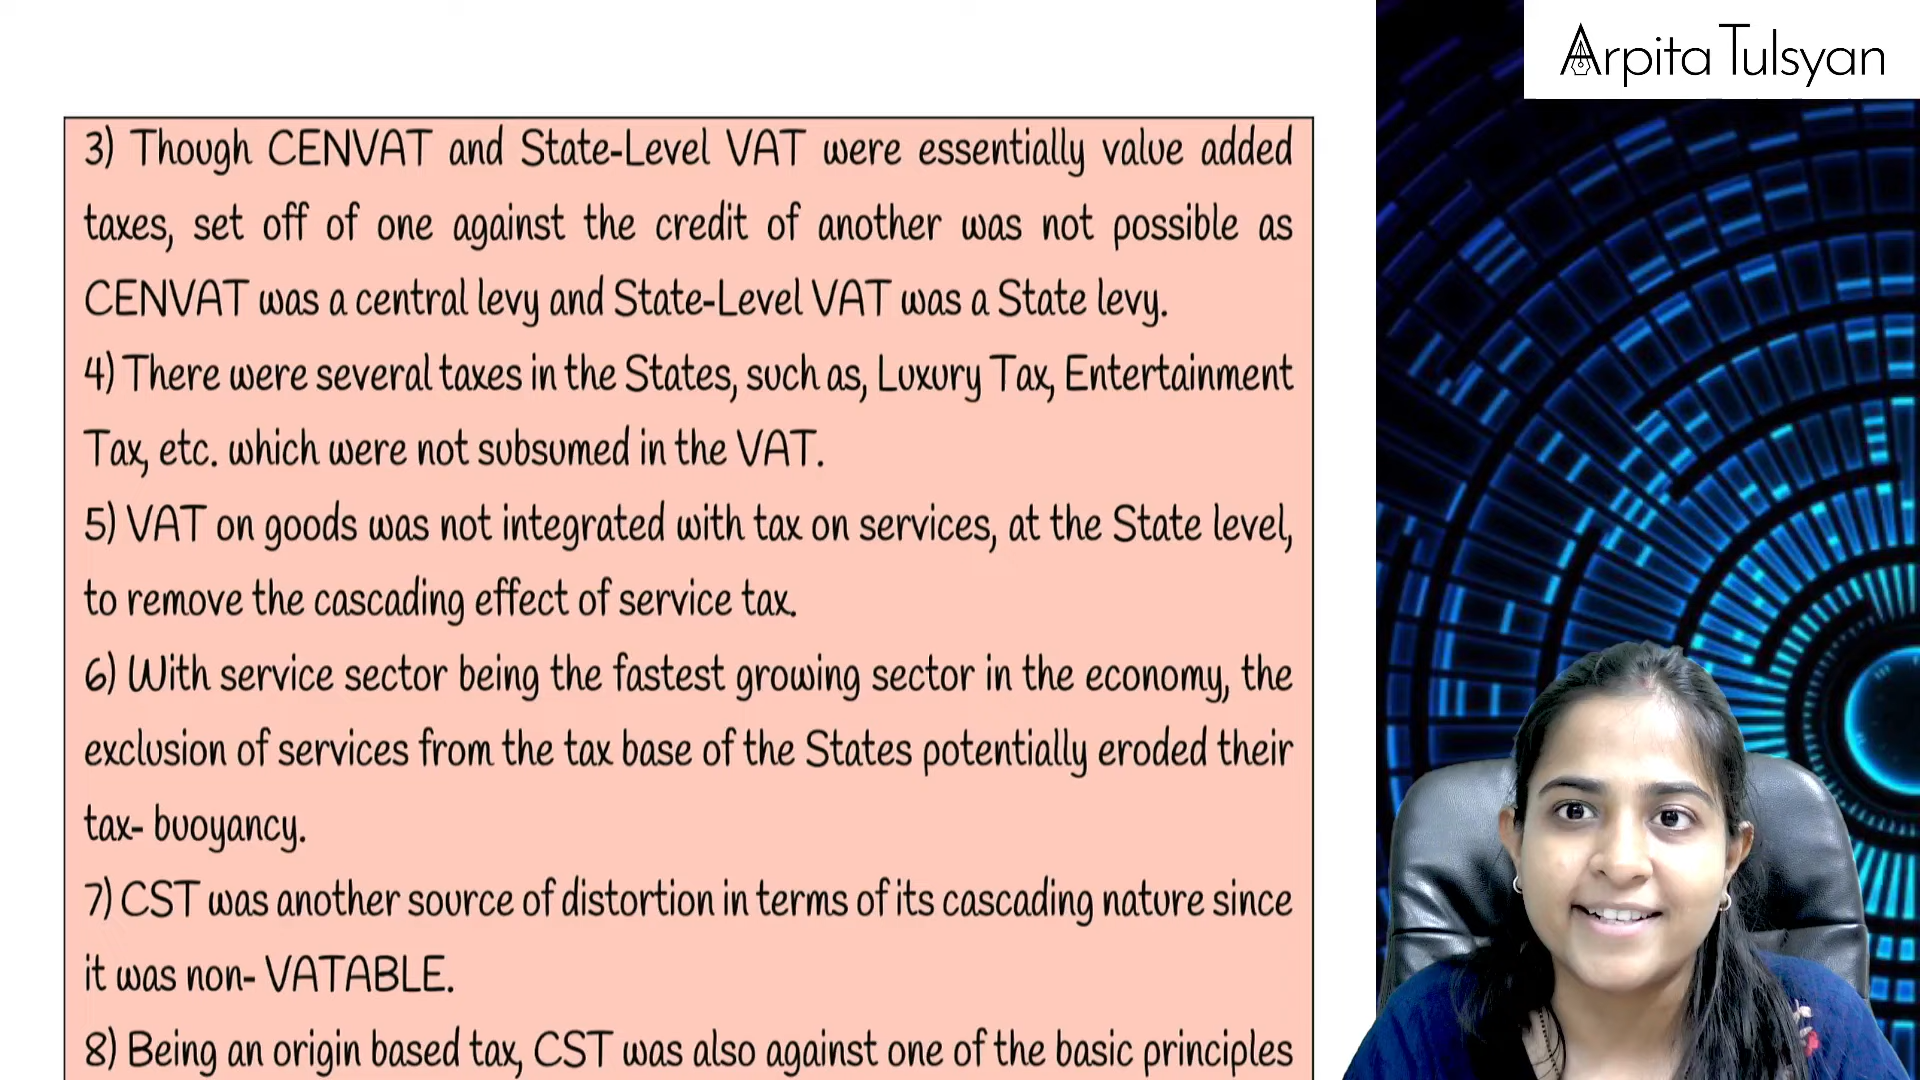 Arpita Tulsyan
3) Though CENVAT and State-Level VAT were essentially value added
taxes, set off of one against the credit of another was not possible as
CENVAT was a central levy and State-Level VAT was a State levy.
4) There were several taxes in the States, such as, Luxury Tax, Entertainment
Tax, etc. which were not subsumed in the VAT.
5) VAT on goods was not integrated with tax on services, at the State level,
to remove the cascading effect of service tax.
6) With service sector being the fastest growing sector in the economy, the
exclusion of services from the tax base of the States potentially eroded their
tax- buoyancy.
7) CST was another source of distortion in terms of its cascading nature since
it was non- VATABLE.
8) Being an origin based tax, CST was also against one of the basic principles